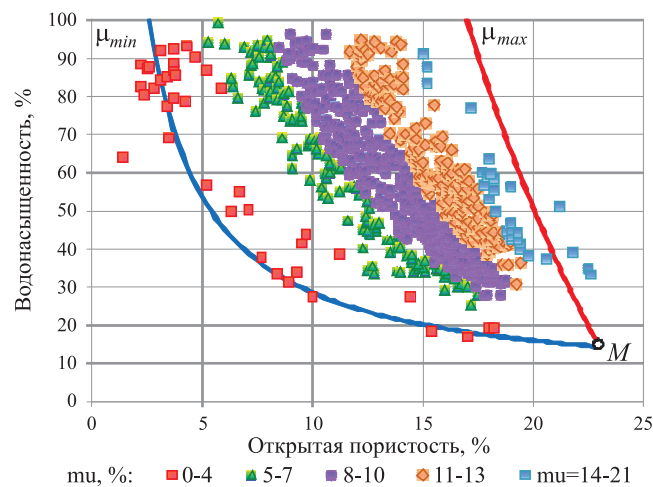 μmin
μmax
Водонасыщенность, %
100
90
80
70
60
50
40
30
20
10
0
M
0 5 10 15 20 25
Открытая пористость, %
mu, %: 0-4 5-7 8-10 11-13 mu=14-21